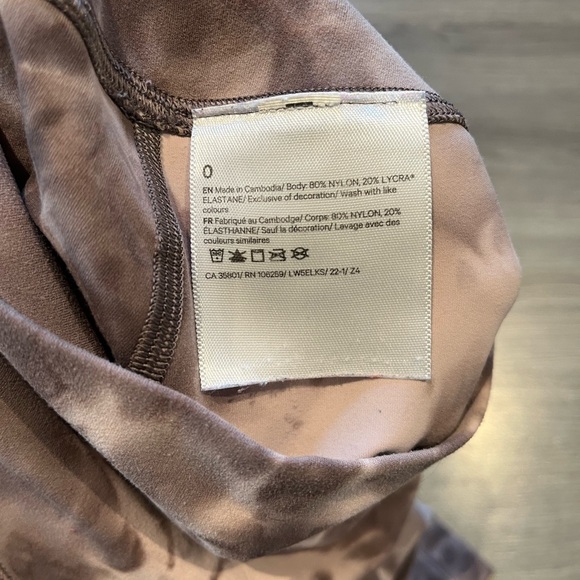 0
EN Made in Cambodia/ Body: 80% NYLON, 20% LYCRA®
ELASTANE/ Exclusive of decoration/ Wash with like
colours
FR Fabriqué au Cambodge/ Corps: 80% NYLON, 20%
ÉLASTHANNE/ Sauf la décoration/ Lavage avec des
couleurs similaires
CA 35801/ RN 106259/ LW5ELKS/ 22-1/ Z4